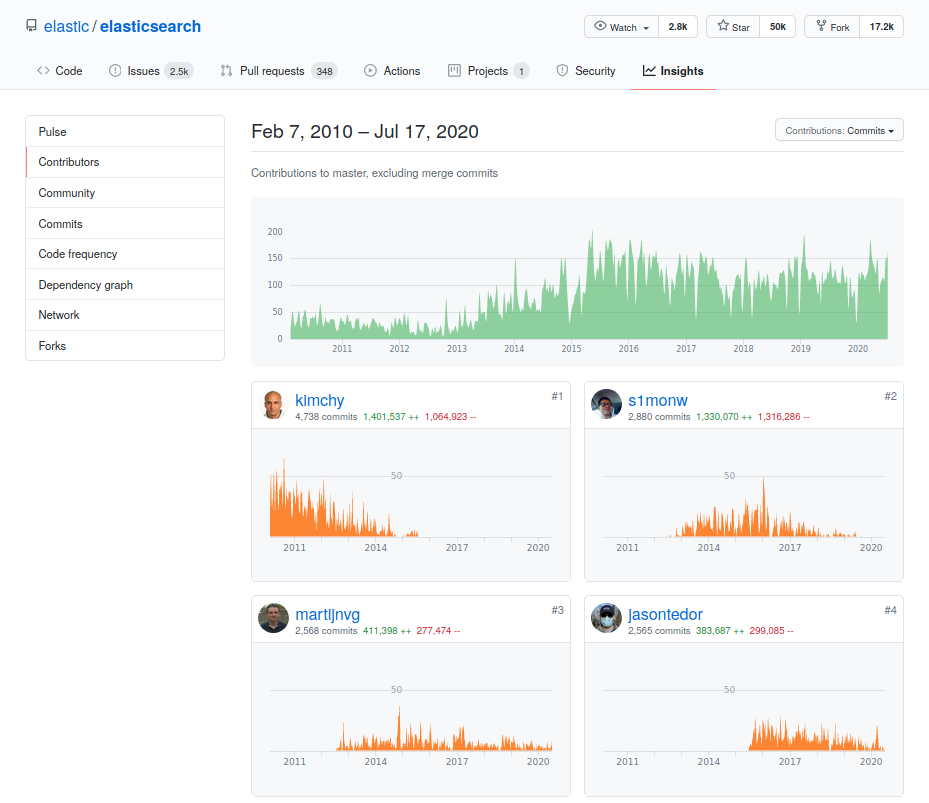 elastic / elasticsearch
Watch 2.8k Star 50k Fork 17.2k
Code Issues 2.5k Pull requests 348 Actions Projects 1 Security Insights
Pulse
Contributors
Community
Commits
Code frequency
Dependency graph
Network
Forks
Feb 7, 2010 – Jul 17, 2020
Contributions: Commits
Contributions to master, excluding merge commits
200
150
100
50
0
2011 2012 2013 2014 2015 2016 2017 2018 2019 2020
kimchy #1
4,738 commits 1,401,537 ++ 1,064,923 --
50
2011 2014 2017 2020
s1monw #2
2,880 commits 1,330,070 ++ 1,316,286 --
50
2011 2014 2017 2020
martijnvg #3
2,568 commits 411,398 ++ 277,474 --
50
2011 2014 2017 2020
jasontedor #4
2,565 commits 383,687 ++ 299,085 --
50
2011 2014 2017 2020